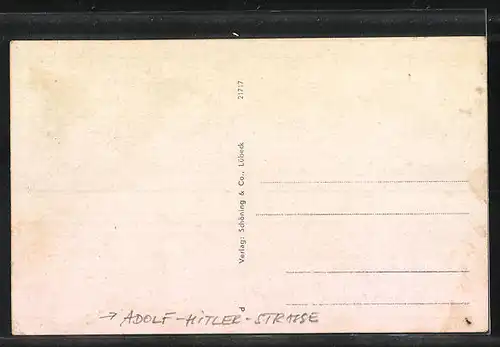 Verlag: Schöning & Co., Lübeck 21717
d
→ ADOLF-HITLER-STRASSE